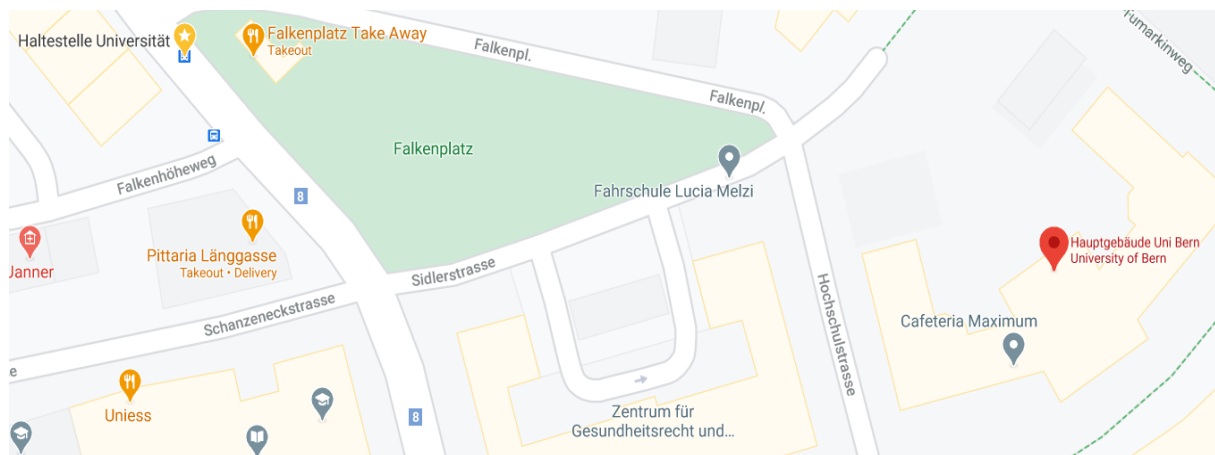 Haltestelle Universität
Falkenplatz Take Away
Takeout
Falkenpl.
Tumarkinweg
Falkenpl.
Falkenplatz
Falkenhöheweg
Fahrschule Lucia Melzi
8
Janner
Pittaria Länggasse
Takeout • Delivery
Sidlerstrasse
Hauptgebäude Uni Bern
University of Bern
Schanzeneckstrasse
Hochschulstrasse
Cafeteria Maximum
e
Uniess
8
Zentrum für
Gesundheitsrecht und...